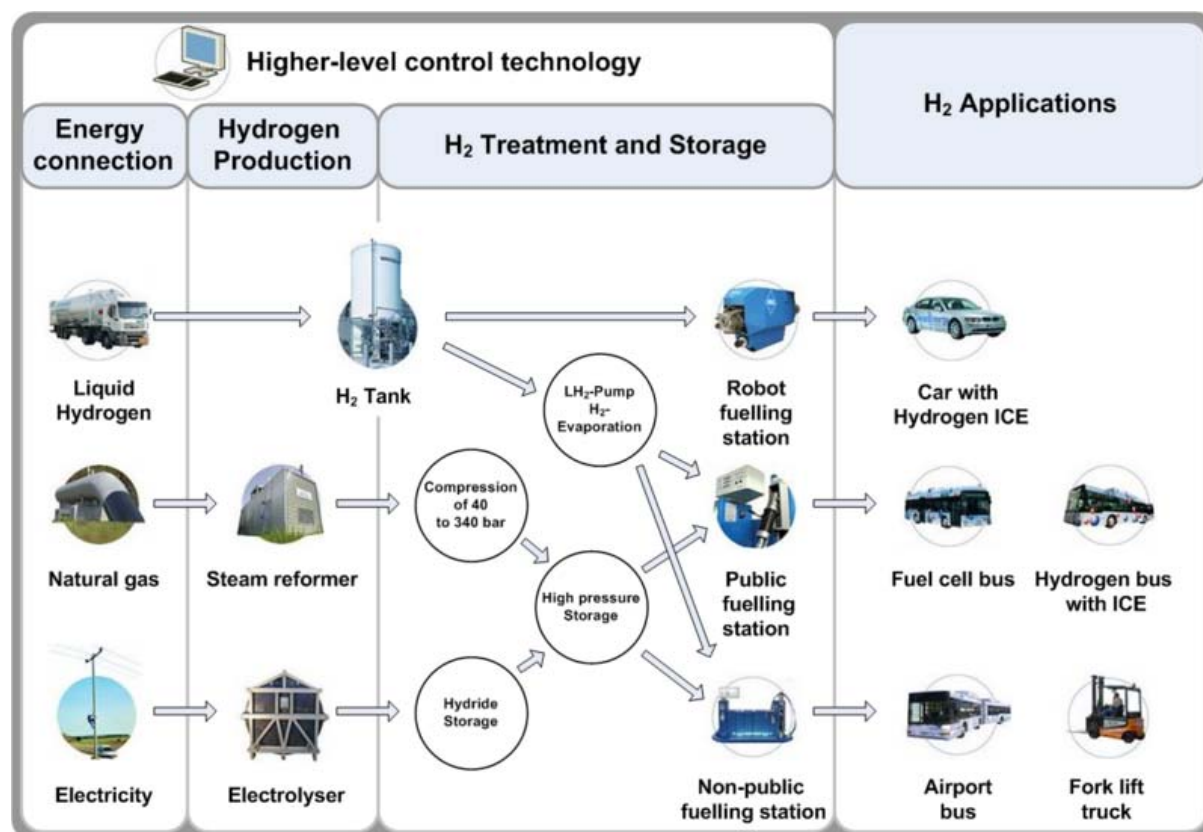 Higher-level control technology
H₂ Applications
Energy
connection
Hydrogen
Production
H₂ Treatment and Storage
Liquid
Hydrogen
H₂ Tank
LH₂-Pump
H₂-
Evaporation
Robot
fuelling
station
Car with
Hydrogen ICE
Natural gas
Steam reformer
Compression
of 40
to 340 bar
High pressure
Storage
Public
fuelling
station
Fuel cell bus
Hydrogen bus
with ICE
Electricity
Electrolyser
Hydride
Storage
Non-public
fuelling station
Airport
bus
Fork lift
truck